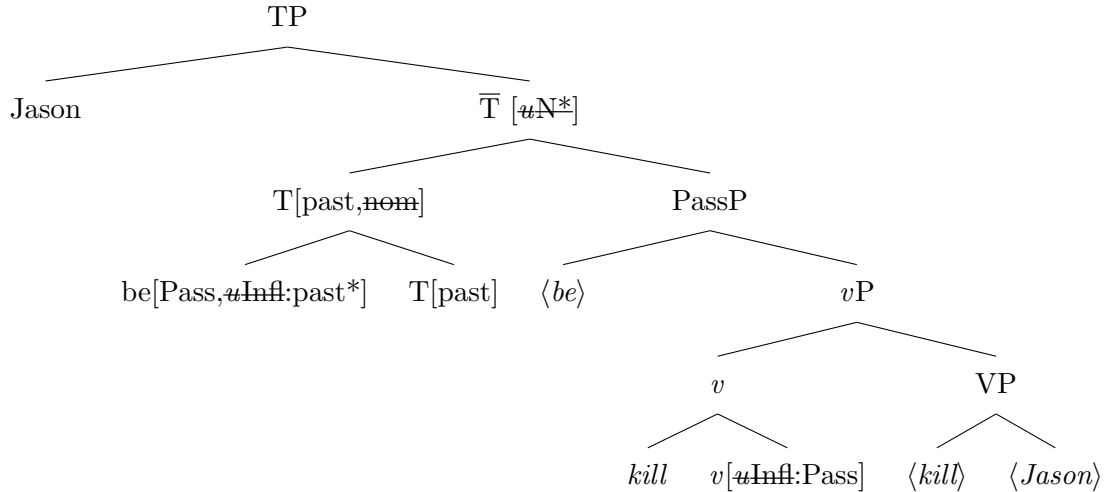 TP
Jason T̅ [uN*]
T[past,nom] PassP
be[Pass,uInfl:past*] T[past] ⟨be⟩ vP
v VP
kill v[uInfl:Pass] ⟨kill⟩ ⟨Jason⟩